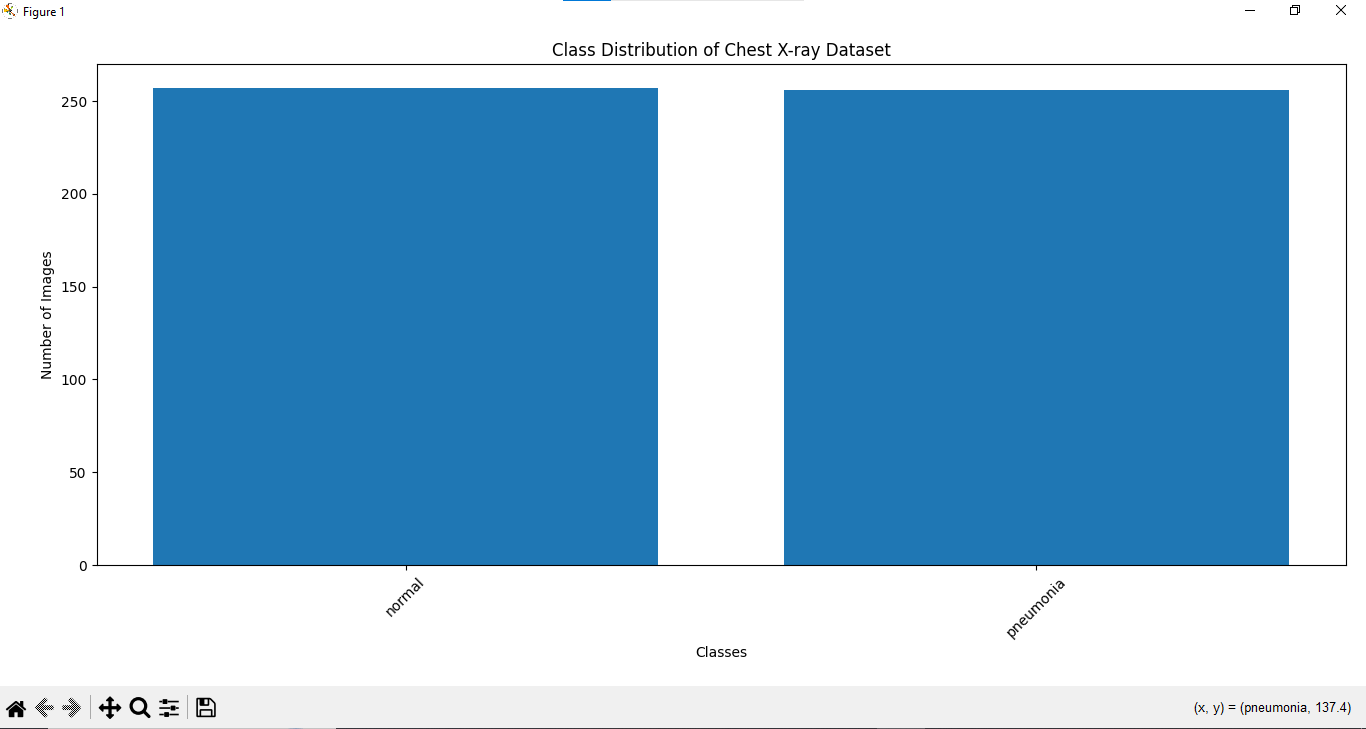 Figure 1
Class Distribution of Chest X-ray Dataset
250
200
150
100
50
0
Number of Images
normal
pneumonia
Classes
(x, y) = (pneumonia, 137.4)